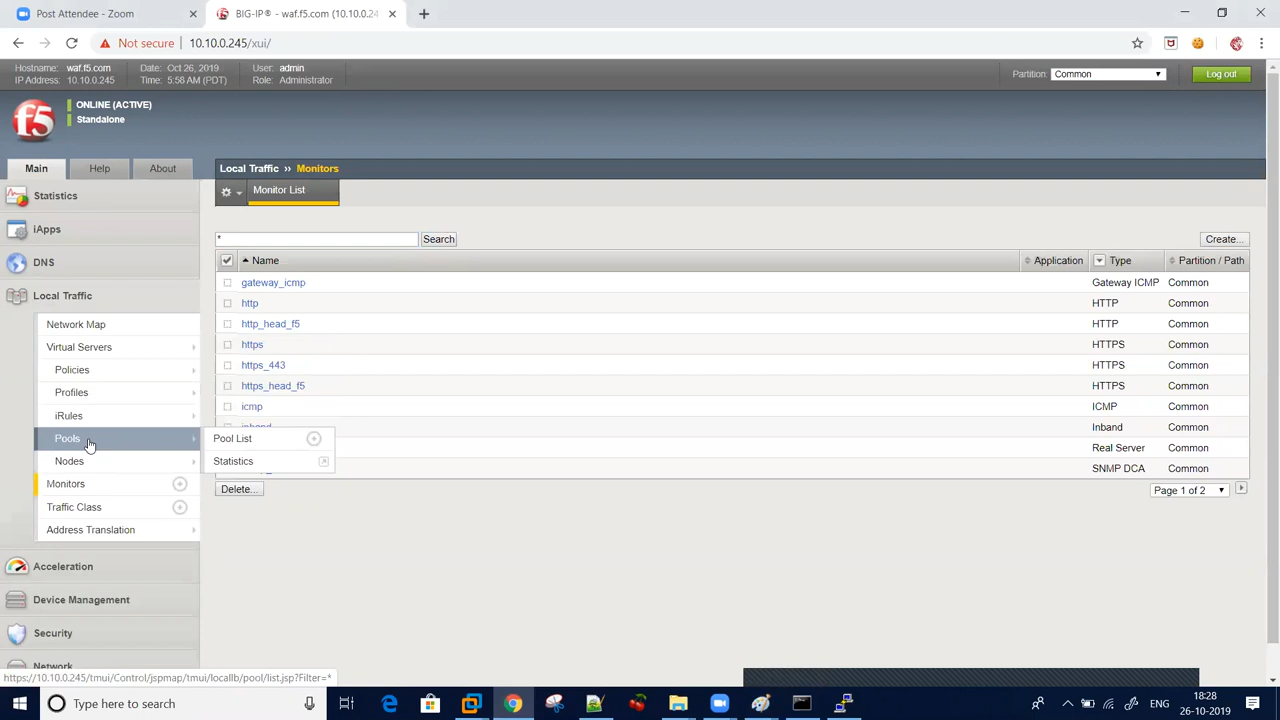 Post Attendee - Zoom
BIG-IP® - waf.f5.com (10.10.0.24
Not secure
10.10.0.245/xui/
Hostname: waf.f5.com
Date: Oct 26, 2019
User: admin
IP Address: 10.10.0.245
Time: 5:58 AM (PDT)
Role: Administrator
Partition: Common
Log out
f5
ONLINE (ACTIVE)
Standalone
Main
Help
About
Local Traffic ›› Monitors
Monitor List
Statistics
iApps
DNS
Local Traffic
Network Map
Virtual Servers
Policies
Profiles
iRules
Pools
Nodes
Monitors
Traffic Class
Address Translation
Acceleration
Device Management
Security
Network
Pool List
Statistics
*
Search
Create...
Name Application Type Partition / Path
gateway_icmp Gateway ICMP Common
http HTTP Common
http_head_f5 HTTP Common
https HTTPS Common
https_443 HTTPS Common
https_head_f5 HTTPS Common
icmp ICMP Common
inband Inband Common
Real Server Common
SNMP DCA Common
Delete...
Page 1 of 2
https://10.10.0.245/tmui/Control/jspmap/tmui/locallb/pool/list.jsp?Filter=*
Type here to search
ENG
18:28
26-10-2019